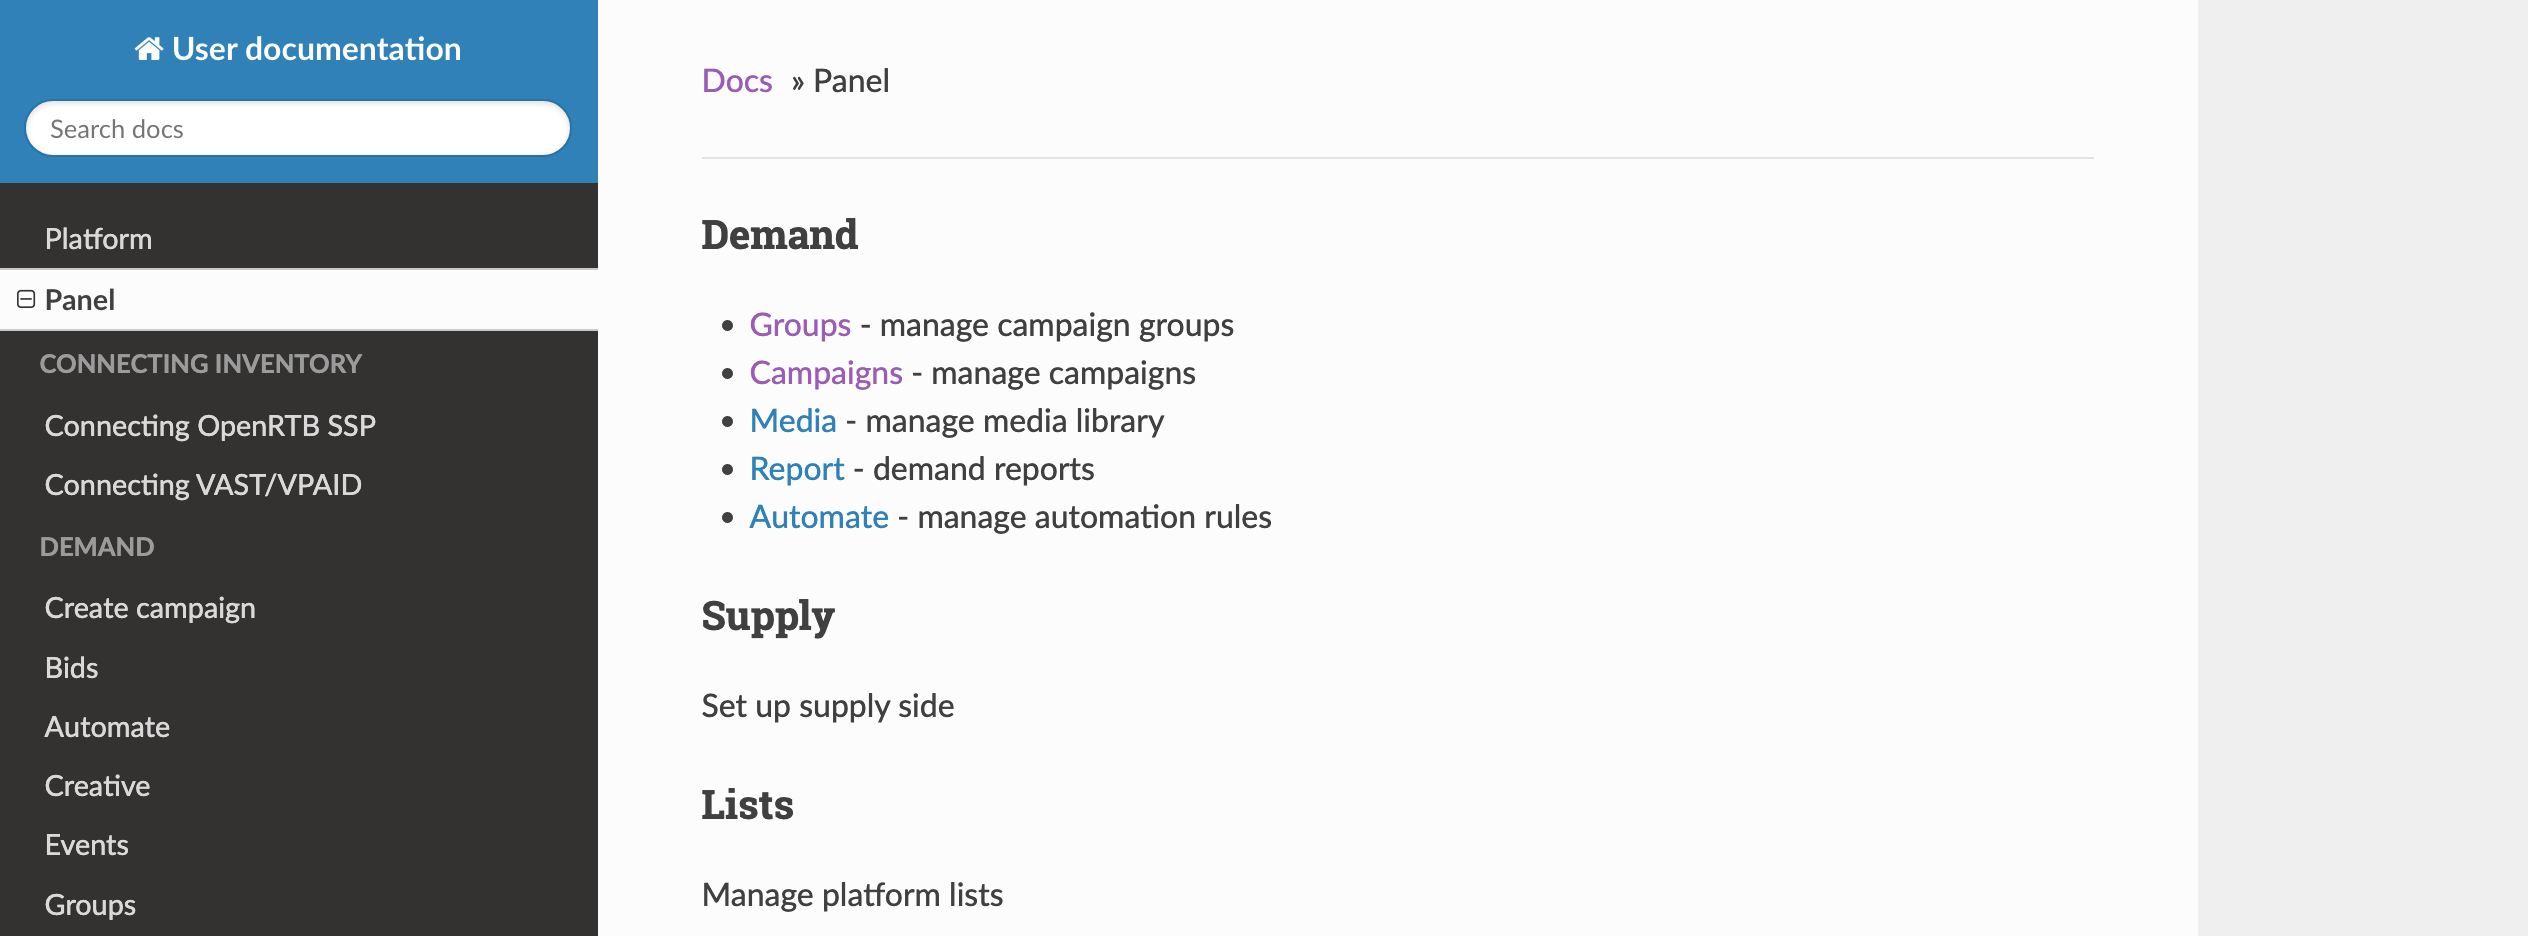 User documentation
Search docs
Platform
Panel
CONNECTING INVENTORY
Connecting OpenRTB SSP
Connecting VAST/VPAID
DEMAND
Create campaign
Bids
Automate
Creative
Events
Groups
Docs » Panel
Demand
• Groups - manage campaign groups
• Campaigns - manage campaigns
• Media - manage media library
• Report - demand reports
• Automate - manage automation rules
Supply
Set up supply side
Lists
Manage platform lists